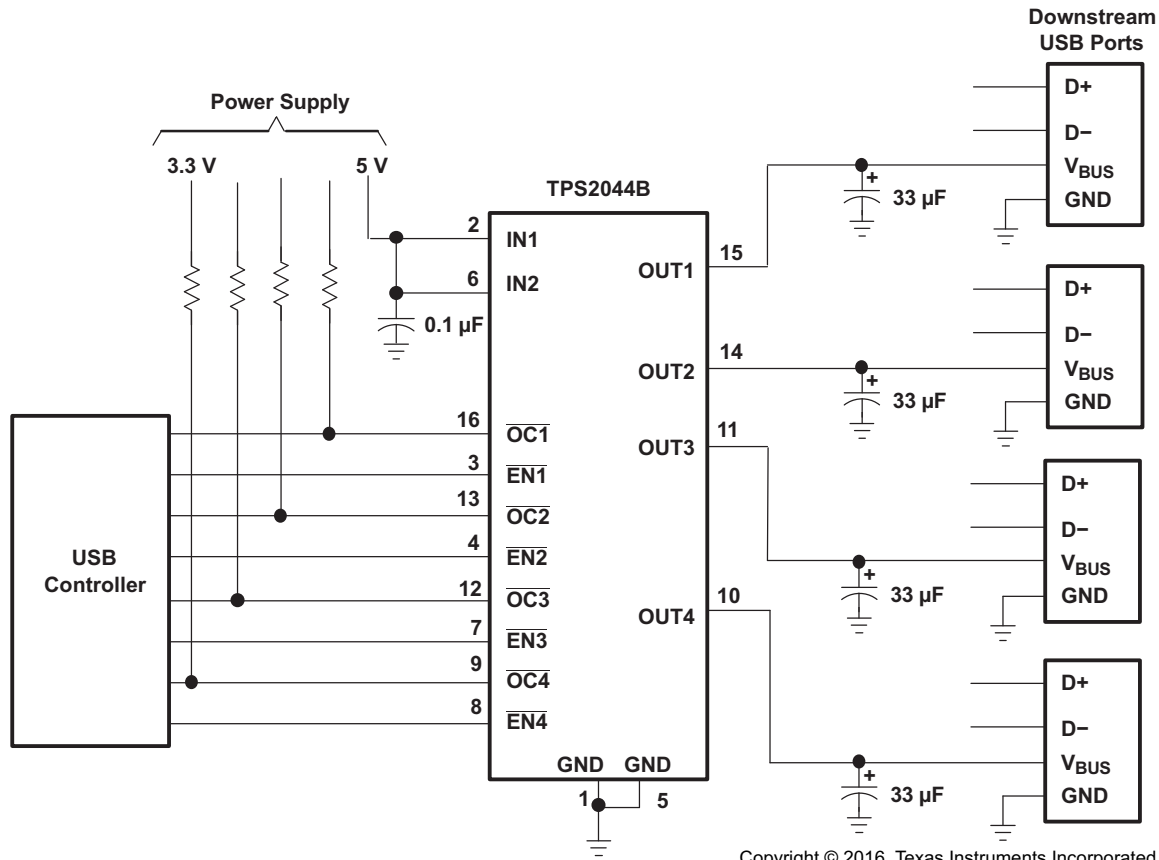 Downstream
USB Ports
Power Supply
3.3 V
5 V
TPS2044B
2
IN1
6
IN2
0.1 µF
16
OC1
3
EN1
13
OC2
4
EN2
12
OC3
7
EN3
9
OC4
8
EN4
USB
Controller
GND GND
1
5
OUT1
15
OUT2
14
OUT3
11
OUT4
10
+
33 µF
D+
D−
VBUS
GND
+
33 µF
D+
D−
VBUS
GND
+
33 µF
D+
D−
VBUS
GND
+
33 µF
D+
D−
VBUS
GND
Copyright © 2016, Texas Instruments Incorporated